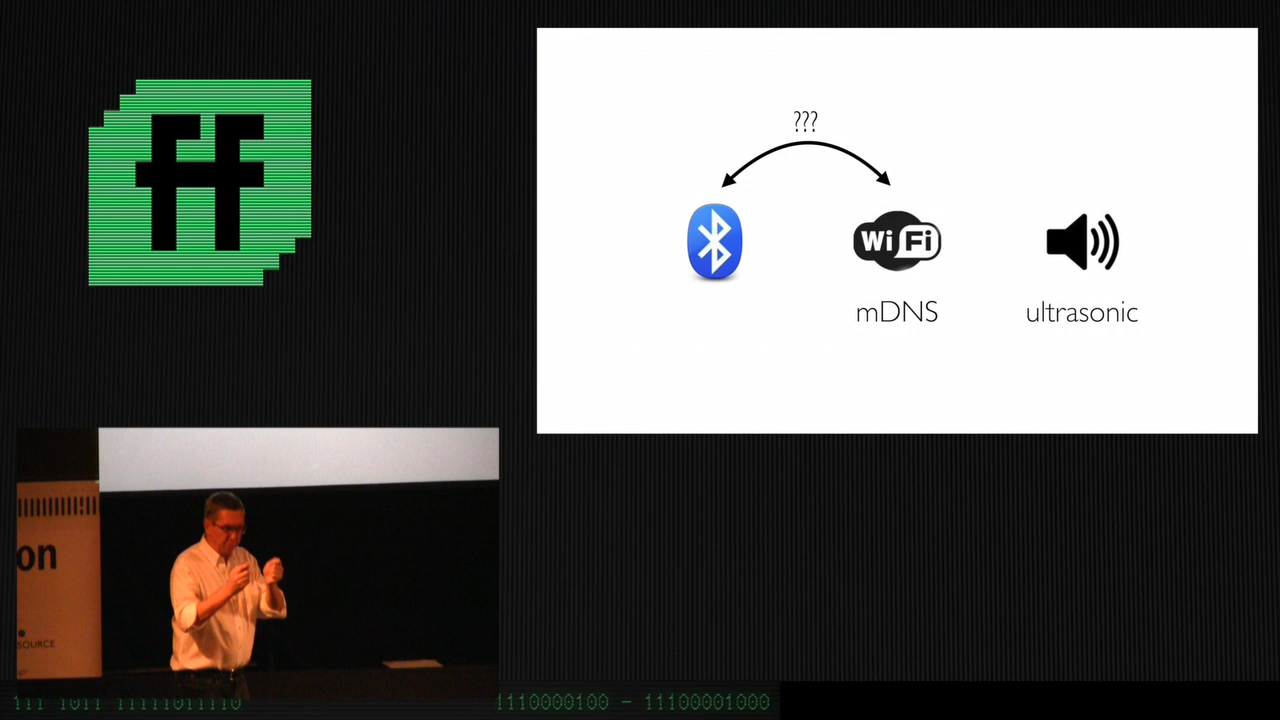 ff
???
Wi Fi
mDNS
ultrasonic
on
SOURCE
111 1011 11111011110
1110000100 - 11100001000